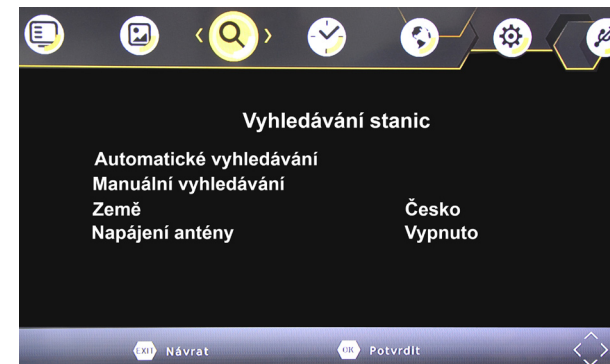 Vyhledávání stanic
Automatické vyhledávání
Manuální vyhledávání
Země Česko
Napájení antény Vypnuto
EXIT Návrat OK Potvrdit